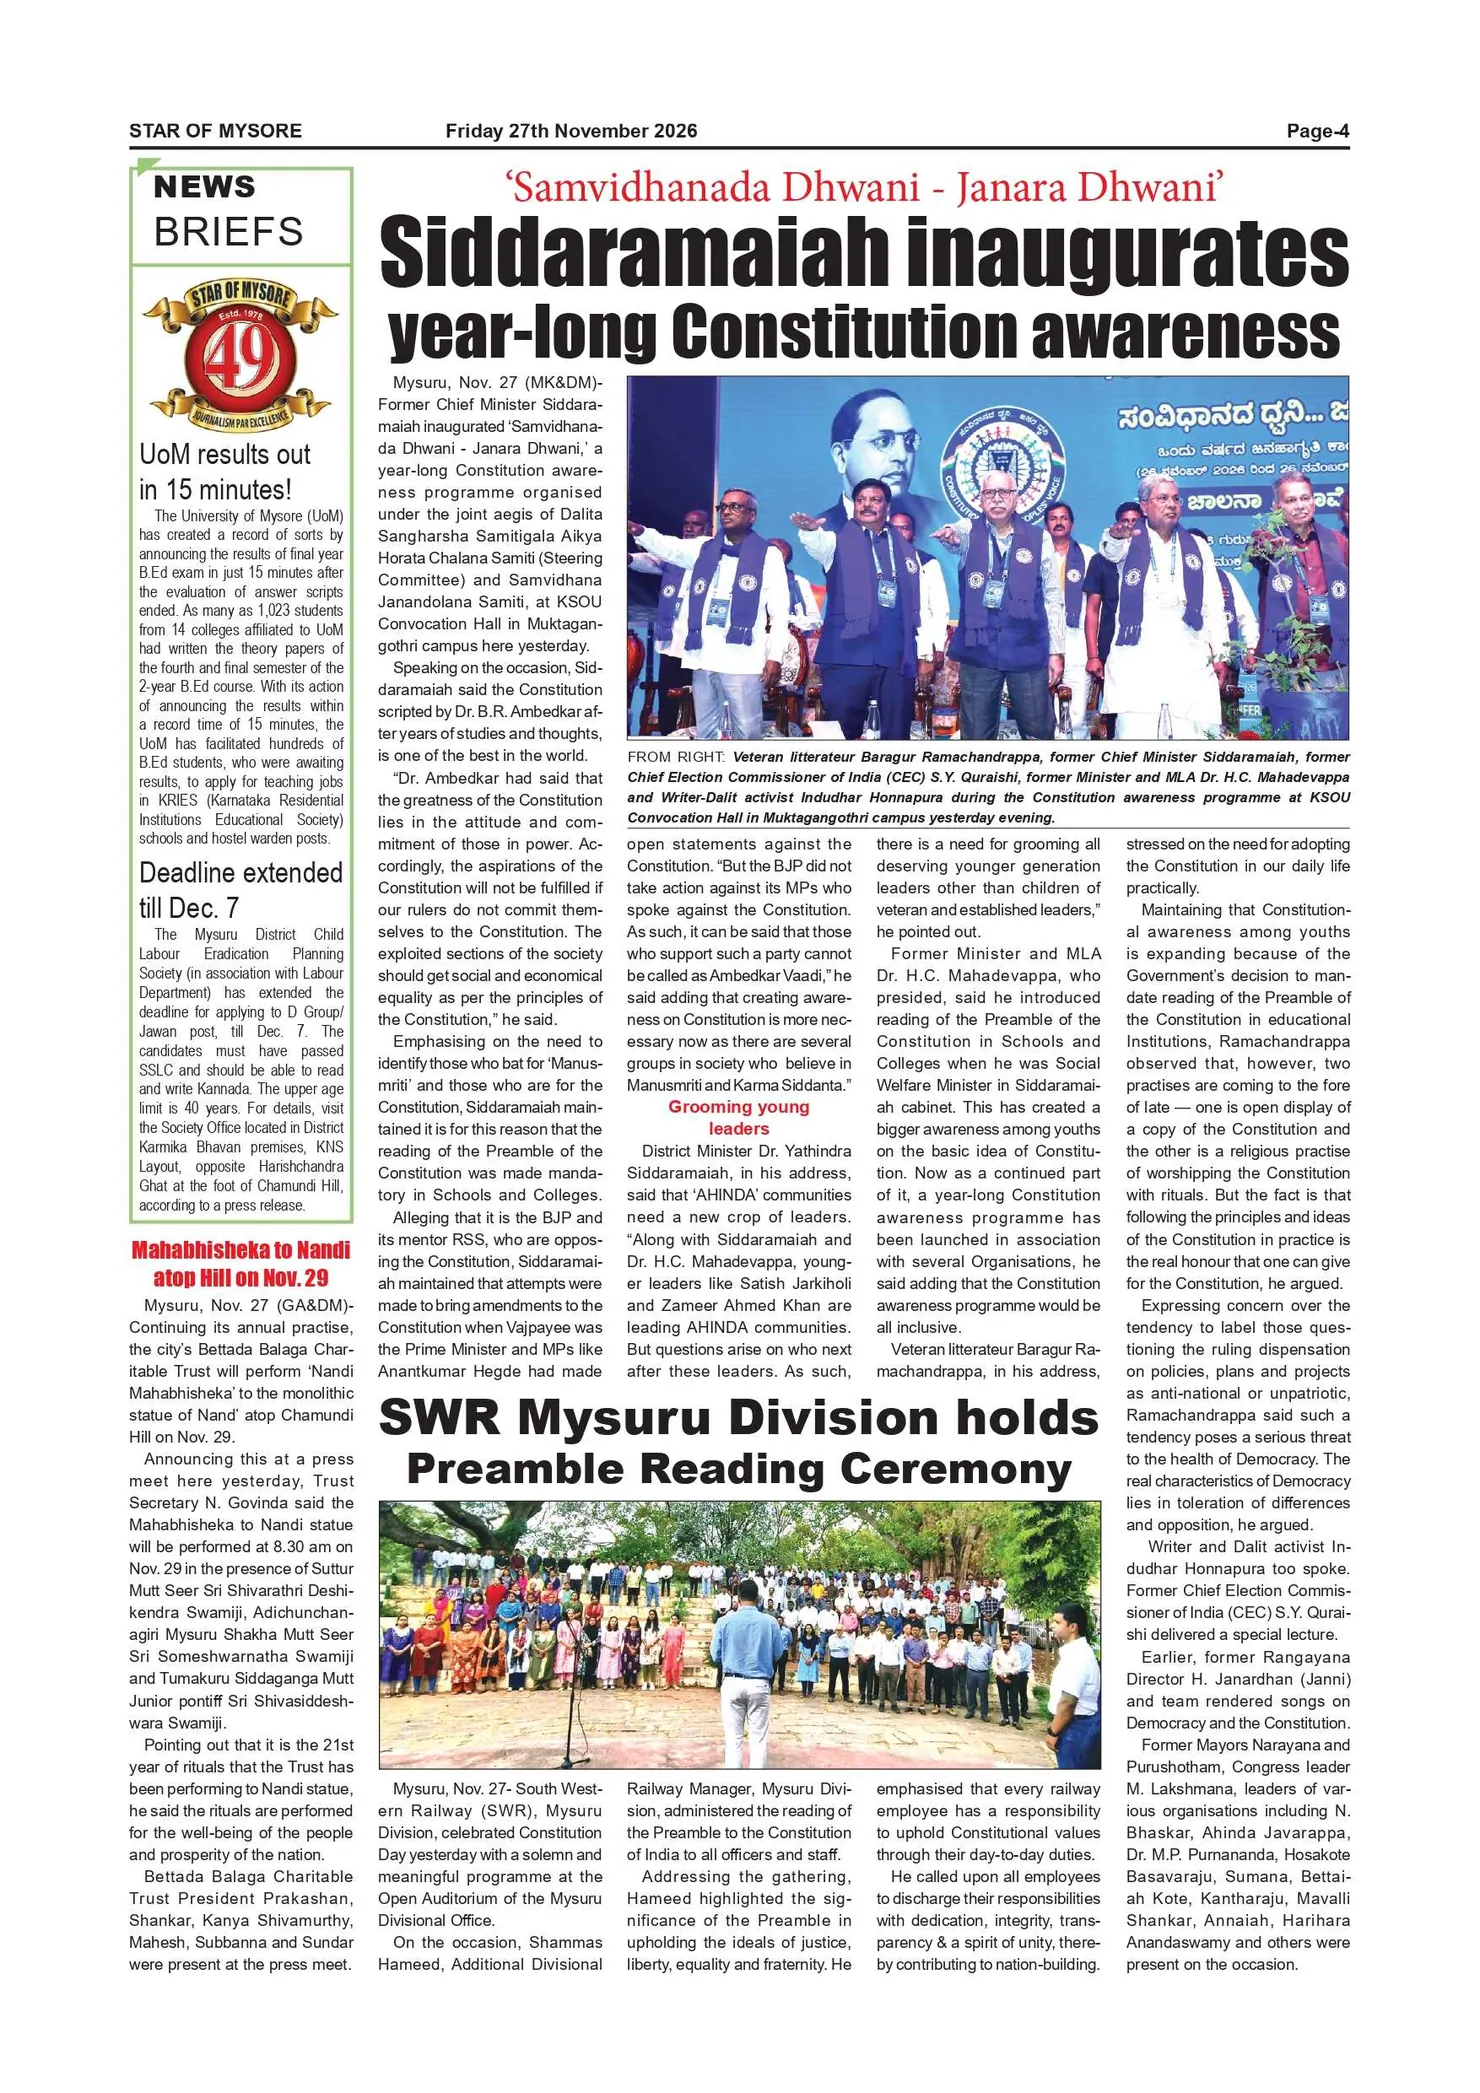 STAR OF MYSORE
Friday 27th November 2026
Page-4
NEWS
BRIEFS
STAR OF MYSORE
Estd. 1978
49
JOURNALISM PAR EXCELLENCE
UoM results out
in 15 minutes!
The University of Mysore (UoM)
has created a record of sorts by
announcing the results of final year
B.Ed exam in just 15 minutes after
the evaluation of answer scripts
ended. As many as 1,023 students
from 14 colleges affiliated to UoM
had written the theory papers of
the fourth and final semester of the
2-year B.Ed course. With its action
of announcing the results within
a record time of 15 minutes, the
UoM has facilitated hundreds of
B.Ed students, who were awaiting
results, to apply for teaching jobs
in KRIES (Karnataka Residential
Institutions Educational Society)
schools and hostel warden posts.
Deadline extended
till Dec. 7
The Mysuru District Child
Labour Eradication Planning
Society (in association with Labour
Department) has extended the
deadline for applying to D Group/
Jawan post, till Dec. 7. The
candidates must have passed
SSLC and should be able to read
and write Kannada. The upper age
limit is 40 years. For details, visit
the Society Office located in District
Karmika Bhavan premises, KNS
Layout, opposite Harishchandra
Ghat at the foot of Chamundi Hill,
according to a press release.
Mahabhisheka to Nandi
atop Hill on Nov. 29
Mysuru, Nov. 27 (GA&DM)-
Continuing its annual practise,
the city’s Bettada Balaga Char-
itable Trust will perform ‘Nandi
Mahabhisheka’ to the monolithic
statue of Nand’ atop Chamundi
Hill on Nov. 29.
Announcing this at a press
meet here yesterday, Trust
Secretary N. Govinda said the
Mahabhisheka to Nandi statue
will be performed at 8.30 am on
Nov. 29 in the presence of Suttur
Mutt Seer Sri Shivarathri Deshi-
kendra Swamiji, Adichunchan-
agiri Mysuru Shakha Mutt Seer
Sri Someshwarnatha Swamiji
and Tumakuru Siddaganga Mutt
Junior pontiff Sri Shivasiddesh-
wara Swamiji.
Pointing out that it is the 21st
year of rituals that the Trust has
been performing to Nandi statue,
he said the rituals are performed
for the well-being of the people
and prosperity of the nation.
Bettada Balaga Charitable
Trust President Prakashan,
Shankar, Kanya Shivamurthy,
Mahesh, Subbanna and Sundar
were present at the press meet.
‘Samvidhanada Dhwani - Janara Dhwani’
Siddaramaiah inaugurates
year-long Constitution awareness
Mysuru, Nov. 27 (MK&DM)-
Former Chief Minister Siddara-
maiah inaugurated ‘Samvidhana-
da Dhwani - Janara Dhwani,’ a
year-long Constitution aware-
ness programme organised
under the joint aegis of Dalita
Sangharsha Samitigala Aikya
Horata Chalana Samiti (Steering
Committee) and Samvidhana
Janandolana Samiti, at KSOU
Convocation Hall in Muktagan-
gothri campus here yesterday.
Speaking on the occasion, Sid-
daramaiah said the Constitution
scripted by Dr. B.R. Ambedkar af-
ter years of studies and thoughts,
is one of the best in the world.
“Dr. Ambedkar had said that
the greatness of the Constitution
lies in the attitude and com-
mitment of those in power. Ac-
cordingly, the aspirations of the
Constitution will not be fulfilled if
our rulers do not commit them-
selves to the Constitution. The
exploited sections of the society
should get social and economical
equality as per the principles of
the Constitution,” he said.
Emphasising on the need to
identify those who bat for ‘Manus-
mriti’ and those who are for the
Constitution, Siddaramaiah main-
tained it is for this reason that the
reading of the Preamble of the
Constitution was made manda-
tory in Schools and Colleges.
Alleging that it is the BJP and
its mentor RSS, who are oppos-
ing the Constitution, Siddaramai-
ah maintained that attempts were
made to bring amendments to the
Constitution when Vajpayee was
the Prime Minister and MPs like
Anantkumar Hegde had made
ಸಂವಿಧಾನದ ಧ್ವನಿ... ಜ
ಒಂದು ವರ್ಷದ ಜನಜಾಗೃತಿ ಕಾ
(26 ನವೆಂಬರ್ 2026 ರಿಂದ 26 ನವೆಂಬರ್
ಚಾಲನಾ
FROM RIGHT: Veteran litterateur Baragur Ramachandrappa, former Chief Minister Siddaramaiah, former
Chief Election Commissioner of India (CEC) S.Y. Quraishi, former Minister and MLA Dr. H.C. Mahadevappa
and Writer-Dalit activist Indudhar Honnapura during the Constitution awareness programme at KSOU
Convocation Hall in Muktagangothri campus yesterday evening.
open statements against the
Constitution. “But the BJP did not
take action against its MPs who
spoke against the Constitution.
As such, it can be said that those
who support such a party cannot
be called as Ambedkar Vaadi,” he
said adding that creating aware-
ness on Constitution is more nec-
essary now as there are several
groups in society who believe in
Manusmriti and Karma Siddanta.”
Grooming young
leaders
District Minister Dr. Yathindra
Siddaramaiah, in his address,
said that ‘AHINDA’ communities
need a new crop of leaders.
“Along with Siddaramaiah and
Dr. H.C. Mahadevappa, young-
er leaders like Satish Jarkiholi
and Zameer Ahmed Khan are
leading AHINDA communities.
But questions arise on who next
after these leaders. As such,
there is a need for grooming all
deserving younger generation
leaders other than children of
veteran and established leaders,”
he pointed out.
Former Minister and MLA
Dr. H.C. Mahadevappa, who
presided, said he introduced
reading of the Preamble of the
Constitution in Schools and
Colleges when he was Social
Welfare Minister in Siddaramai-
ah cabinet. This has created a
bigger awareness among youths
on the basic idea of Constitu-
tion. Now as a continued part
of it, a year-long Constitution
awareness programme has
been launched in association
with several Organisations, he
said adding that the Constitution
awareness programme would be
all inclusive.
Veteran litterateur Baragur Ra-
machandrappa, in his address,
stressed on the need for adopting
the Constitution in our daily life
practically.
Maintaining that Constitution-
al awareness among youths
is expanding because of the
Government’s decision to man-
date reading of the Preamble of
the Constitution in educational
Institutions, Ramachandrappa
observed that, however, two
practises are coming to the fore
of late — one is open display of
a copy of the Constitution and
the other is a religious practise
of worshipping the Constitution
with rituals. But the fact is that
following the principles and ideas
of the Constitution in practice is
the real honour that one can give
for the Constitution, he argued.
Expressing concern over the
tendency to label those ques-
tioning the ruling dispensation
on policies, plans and projects
as anti-national or unpatriotic,
Ramachandrappa said such a
tendency poses a serious threat
to the health of Democracy. The
real characteristics of Democracy
lies in toleration of differences
and opposition, he argued.
Writer and Dalit activist In-
dudhar Honnapura too spoke.
Former Chief Election Commis-
sioner of India (CEC) S.Y. Qurai-
shi delivered a special lecture.
Earlier, former Rangayana
Director H. Janardhan (Janni)
and team rendered songs on
Democracy and the Constitution.
Former Mayors Narayana and
Purushotham, Congress leader
M. Lakshmana, leaders of var-
ious organisations including N.
Bhaskar, Ahinda Javarappa,
Dr. M.P. Purnananda, Hosakote
Basavaraju, Sumana, Bettai-
ah Kote, Kantharaju, Mavalli
Shankar, Annaiah, Harihara
Anandaswamy and others were
present on the occasion.
SWR Mysuru Division holds
Preamble Reading Ceremony
Mysuru, Nov. 27- South West-
ern Railway (SWR), Mysuru
Division, celebrated Constitution
Day yesterday with a solemn and
meaningful programme at the
Open Auditorium of the Mysuru
Divisional Office.
On the occasion, Shammas
Hameed, Additional Divisional
Railway Manager, Mysuru Divi-
sion, administered the reading of
the Preamble to the Constitution
of India to all officers and staff.
Addressing the gathering,
Hameed highlighted the sig-
nificance of the Preamble in
upholding the ideals of justice,
liberty, equality and fraternity. He
emphasised that every railway
employee has a responsibility
to uphold Constitutional values
through their day-to-day duties.
He called upon all employees
to discharge their responsibilities
with dedication, integrity, trans-
parency & a spirit of unity, there-
by contributing to nation-building.